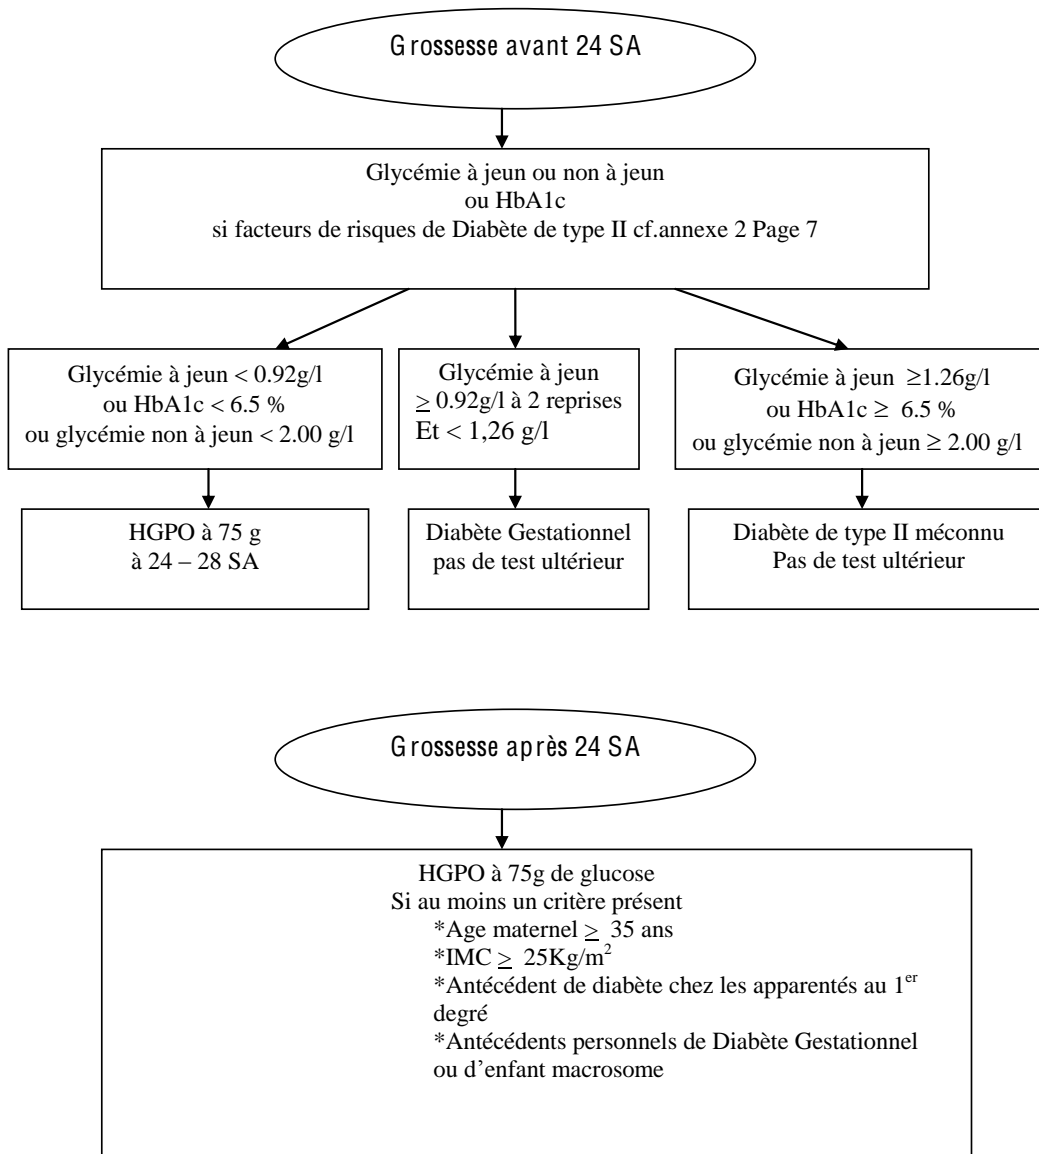 Grossesse avant 24 SA
Glycémie à jeun ou non à jeun
ou HbA1c
si facteurs de risques de Diabète de type II cf.annexe 2 Page 7
Glycémie à jeun < 0.92g/l
ou HbA1c < 6.5 %
ou glycémie non à jeun < 2.00 g/l
Glycémie à jeun
≥ 0.92g/l à 2 reprises
Et < 1,26 g/l
Glycémie à jeun ≥1.26g/l
ou HbA1c ≥ 6.5 %
ou glycémie non à jeun ≥ 2.00 g/l
HGPO à 75 g
à 24 – 28 SA
Diabète Gestationnel
pas de test ultérieur
Diabète de type II méconnu
Pas de test ultérieur
Grossesse après 24 SA
HGPO à 75g de glucose
Si au moins un critère présent
*Age maternel ≥ 35 ans
*IMC ≥ 25Kg/m²
*Antécédent de diabète chez les apparentés au 1er
degré
*Antécédents personnels de Diabète Gestationnel
ou d’enfant macrosome